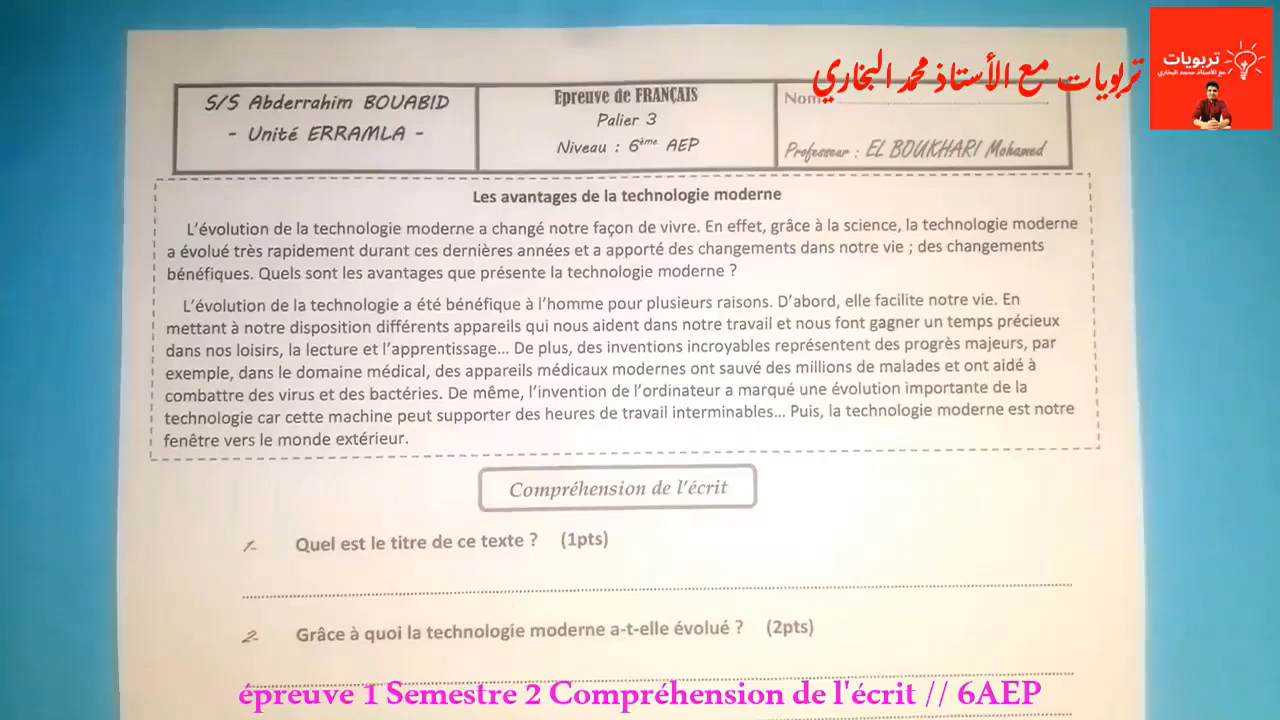 تربويات مع الأستاذ محمد البخاري
تربويات
مع الأستاذ محمد البخاري
S/S Abderrahim BOUABID
- Unité ERRAMLA -
Epreuve de FRANÇAIS
Palier 3
Niveau : 6ème AEP
Nom
Professeur : EL BOUKHARI Mohamed
Les avantages de la technologie moderne
L'évolution de la technologie moderne a changé notre façon de vivre. En effet, grâce à la science, la technologie moderne
a évolué très rapidement durant ces dernières années et a apporté des changements dans notre vie ; des changements
bénéfiques. Quels sont les avantages que présente la technologie moderne ?
L'évolution de la technologie a été bénéfique à l'homme pour plusieurs raisons. D'abord, elle facilite notre vie. En
mettant à notre disposition différents appareils qui nous aident dans notre travail et nous font gagner un temps précieux
dans nos loisirs, la lecture et l'apprentissage... De plus, des inventions incroyables représentent des progrès majeurs, par
exemple, dans le domaine médical, des appareils médicaux modernes ont sauvé des millions de malades et ont aidé à
combattre des virus et des bactéries. De même, l'invention de l'ordinateur a marqué une évolution importante de la
technologie car cette machine peut supporter des heures de travail interminables... Puis, la technologie moderne est notre
fenêtre vers le monde extérieur.
Compréhension de l'écrit
1- Quel est le titre de ce texte ? (1pts)
2- Grâce à quoi la technologie moderne a-t-elle évolué ? (2pts)
épreuve 1 Semestre 2 Compréhension de l'écrit // 6AEP